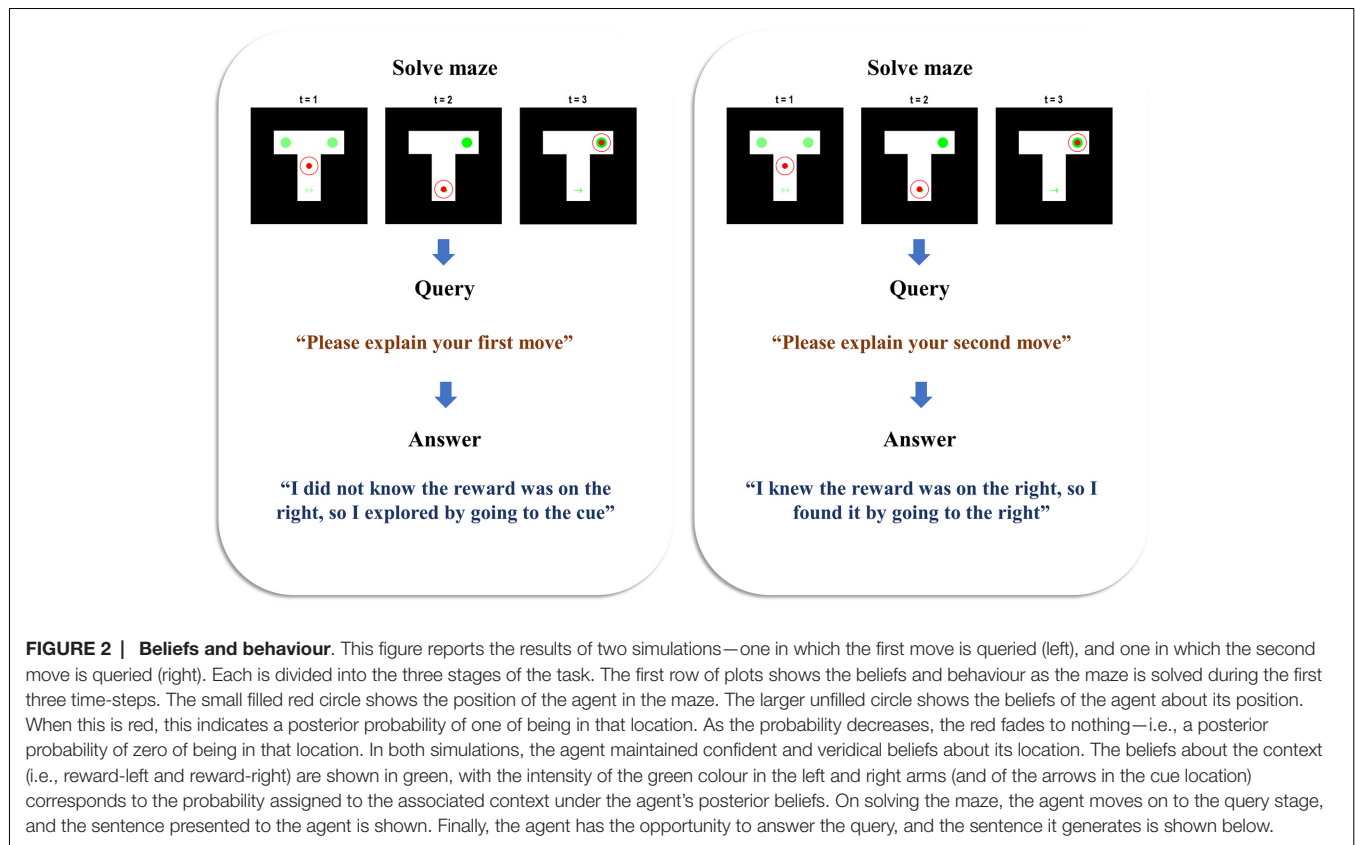 Solve maze
t = 1 t = 2 t = 3
Query
“Please explain your first move”
Answer
“I did not know the reward was on the
right, so I explored by going to the cue”
Solve maze
t = 1 t = 2 t = 3
Query
“Please explain your second move”
Answer
“I knew the reward was on the right, so I
found it by going to the right”
FIGURE 2 | Beliefs and behaviour. This figure reports the results of two simulations—one in which the first move is queried (left), and one in which the second
move is queried (right). Each is divided into the three stages of the task. The first row of plots shows the beliefs and behaviour as the maze is solved during the first
three time-steps. The small filled red circle shows the position of the agent in the maze. The larger unfilled circle shows the beliefs of the agent about its position.
When this is red, this indicates a posterior probability of one of being in that location. As the probability decreases, the red fades to nothing—i.e., a posterior
probability of zero of being in that location. In both simulations, the agent maintained confident and veridical beliefs about its location. The beliefs about the context
(i.e., reward-left and reward-right) are shown in green, with the intensity of the green colour in the left and right arms (and of the arrows in the cue location)
corresponds to the probability assigned to the associated context under the agent’s posterior beliefs. On solving the maze, the agent moves on to the query stage,
and the sentence presented to the agent is shown. Finally, the agent has the opportunity to answer the query, and the sentence it generates is shown below.